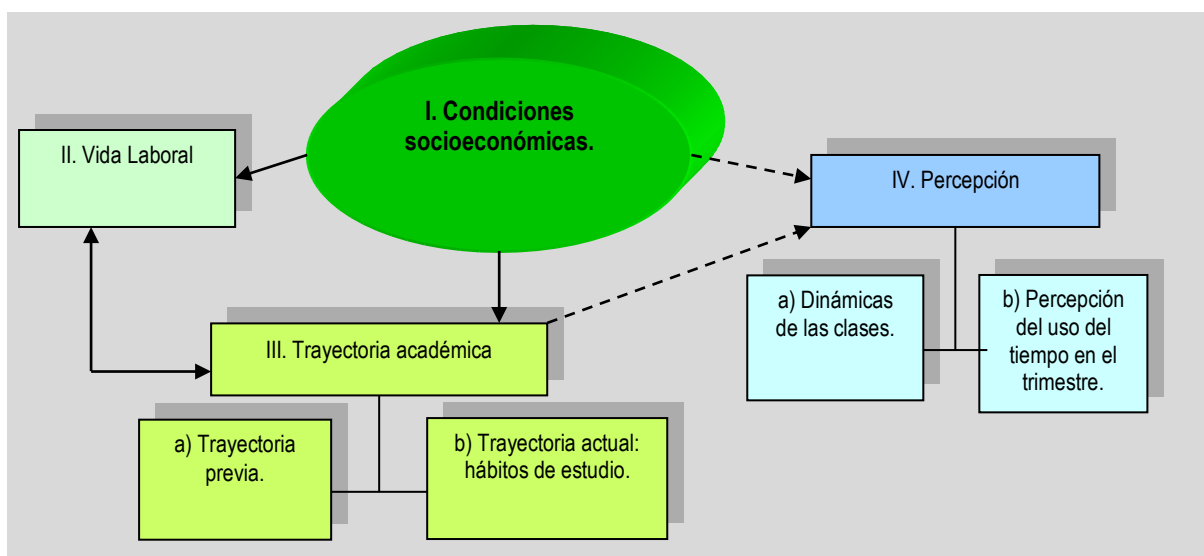 I. Condiciones
socioeconómicas.
II. Vida Laboral
IV. Percepción
III. Trayectoria académica
a) Trayectoria
previa.
b) Trayectoria actual:
hábitos de estudio.
a) Dinámicas
de las clases.
b) Percepción
del uso del
tiempo en el
trimestre.